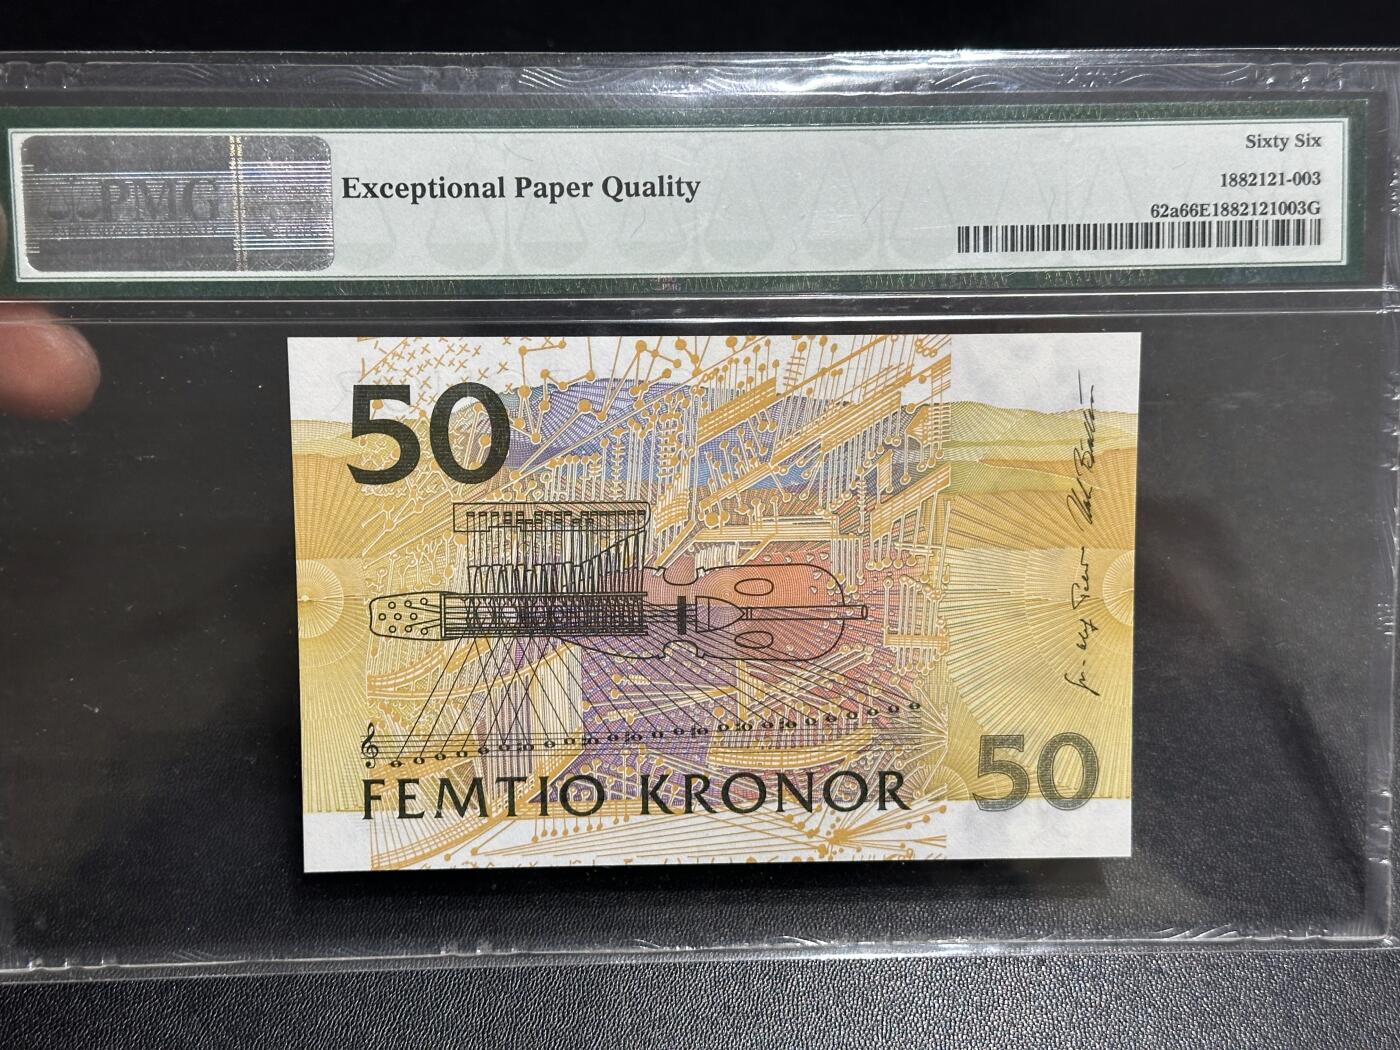 PMG
Exceptional Paper Quality
Sixty Six
1882121-003
62a66E1882121003G
50
FEMTIO KRONOR
50